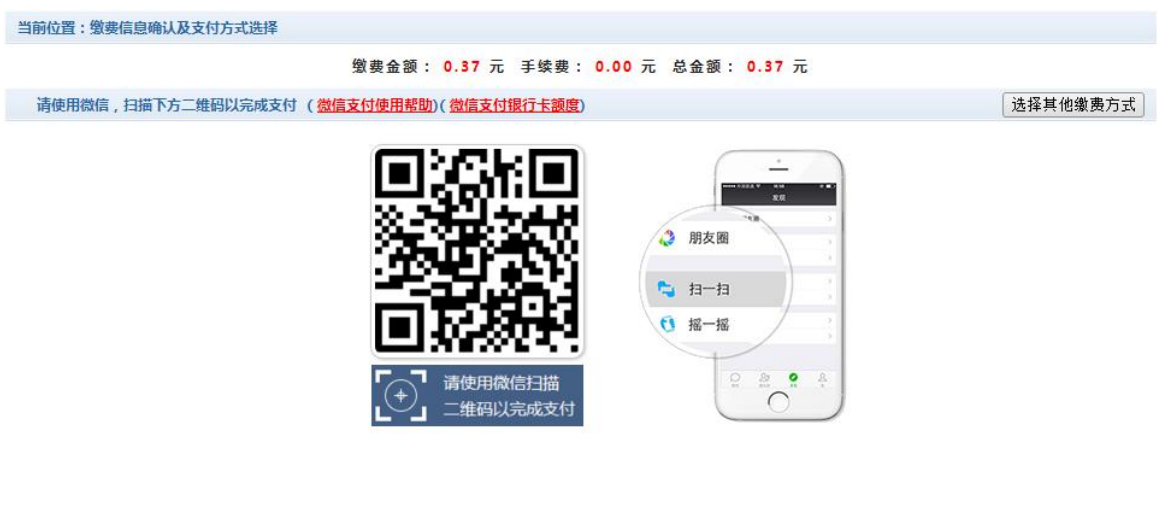 当前位置：缴费信息确认及支付方式选择
缴费金额： 0.37 元 手续费： 0.00 元 总金额： 0.37 元
请使用微信，扫描下方二维码以完成支付 (微信支付使用帮助)(微信支付银行卡额度)
选择其他缴费方式
发现
朋友圈
扫一扫
摇一摇
请使用微信扫描
二维码以完成支付